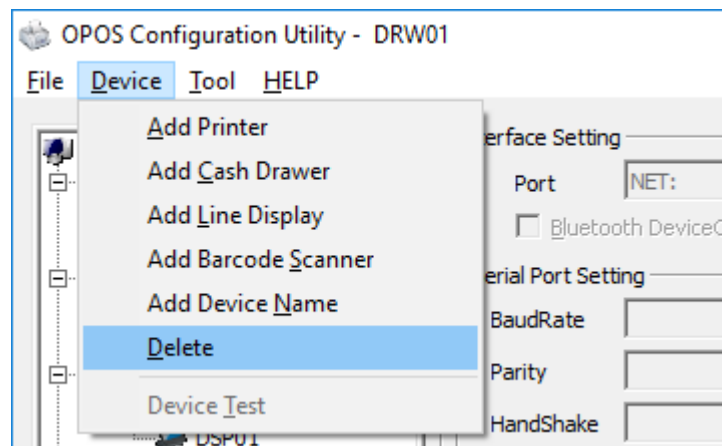 OPOS Configuration Utility - DRW01
File Device Tool HELP
Add Printer
Add Cash Drawer
Add Line Display
Add Barcode Scanner
Add Device Name
Delete
Device Test
DSP01
erface Setting
Port NET:
Bluetooth Device
erial Port Setting
BaudRate
Parity
HandShake